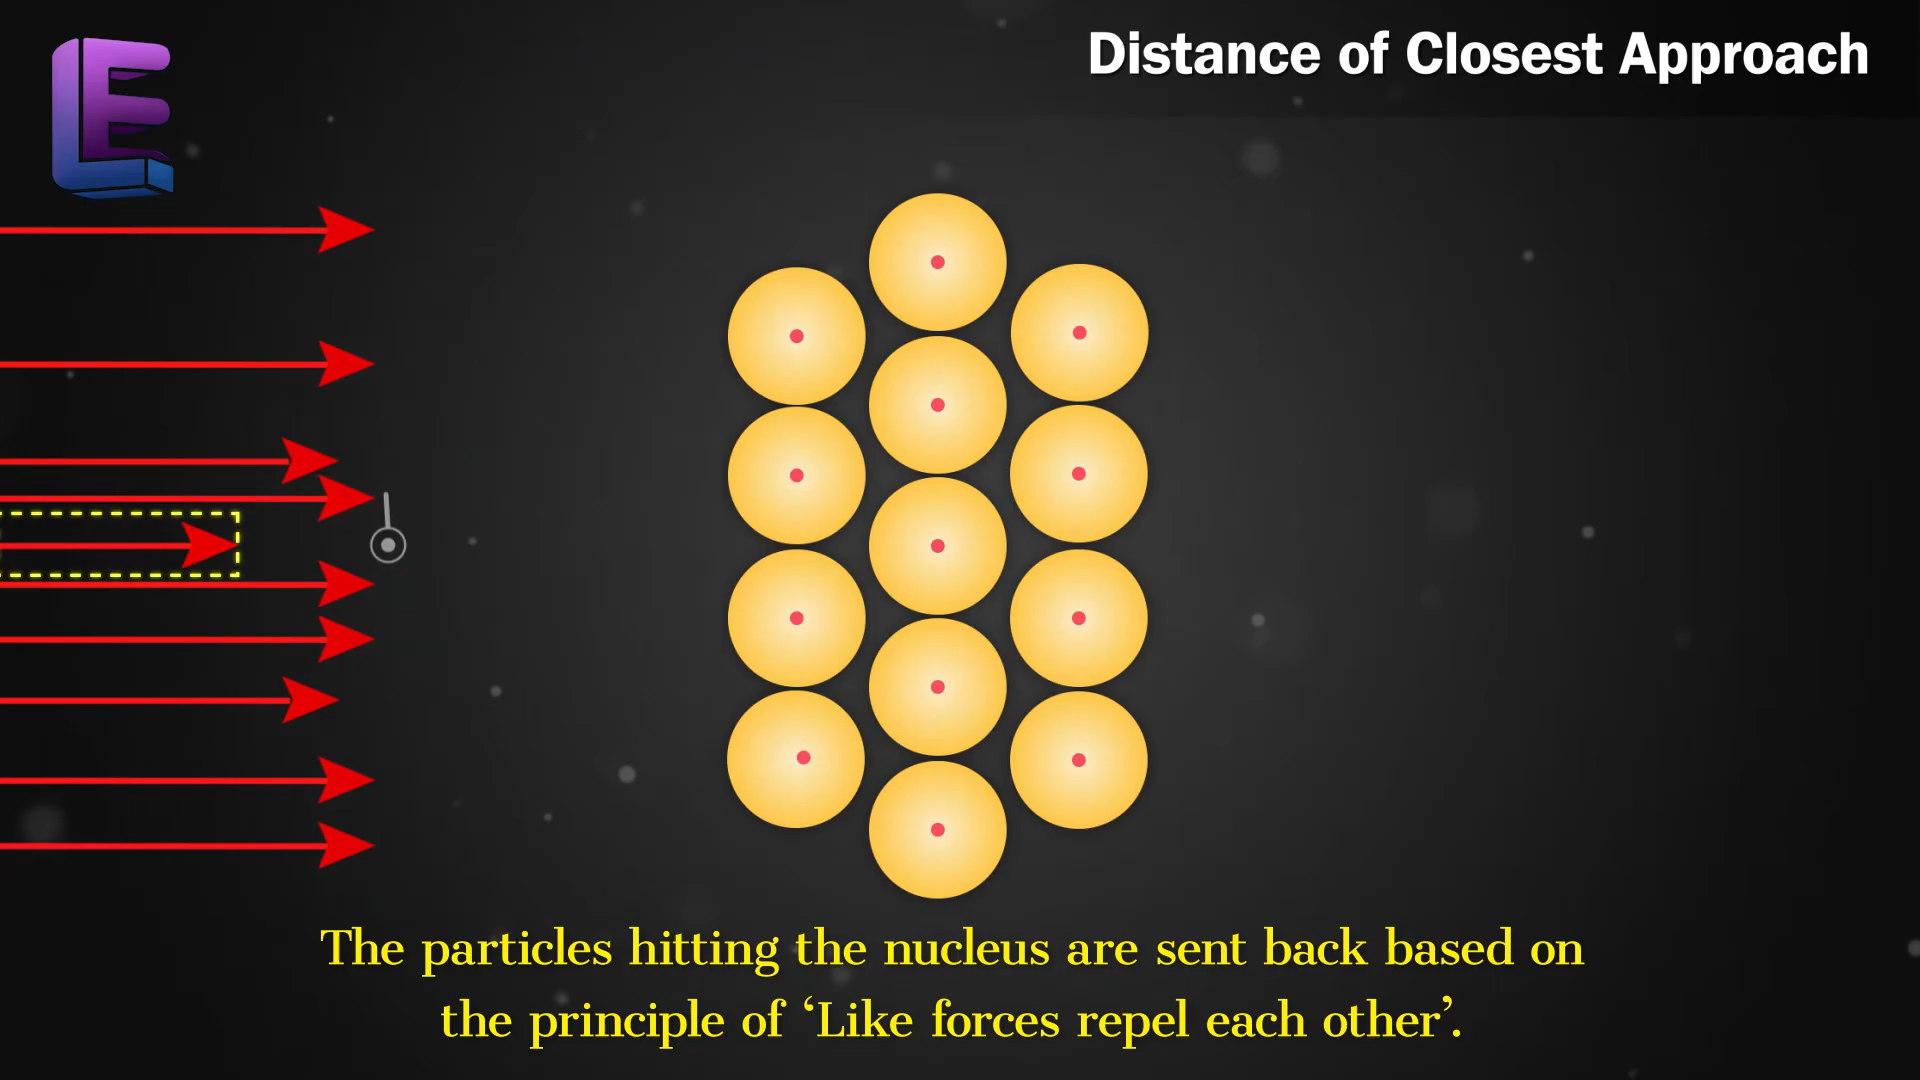 LE
Distance of Closest Approach
The particles hitting the nucleus are sent back based on
the principle of ‘Like forces repel each other’.